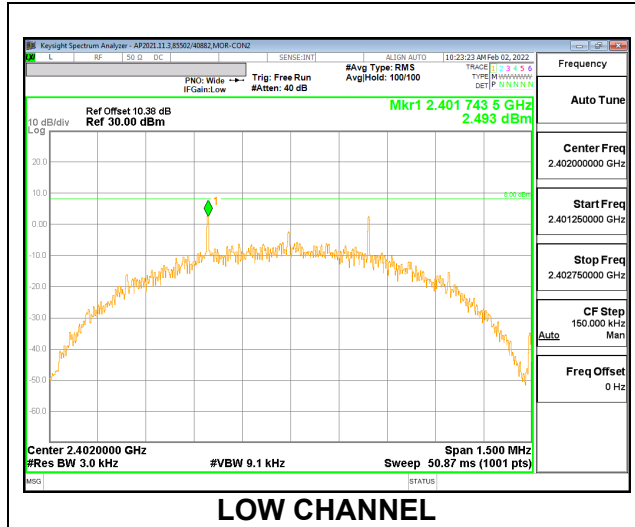 Keysight Spectrum Analyzer - AP2021.11.3,85502/40882,MOR-CON2
L RF 50 Ω DC SENSE:INT ALIGN AUTO 10:23:23 AM Feb 02, 2022
PNO: Wide Trig: Free Run #Avg Type: RMS TRACE 1 2 3 4 5 6
IFGain:Low #Atten: 40 dB Avg|Hold: 100/100 TYPE M WWWWW
DET P N N N N N
Frequency
Mkr1 2.401 743 5 GHz
2.493 dBm
Ref Offset 10.38 dB
10 dB/div Ref 30.00 dBm
Log
20.0
10.0
8.00 dBm
1
0.00
-10.0
-20.0
-30.0
-40.0
-50.0
-60.0
Center 2.4020000 GHz Span 1.500 MHz
#Res BW 3.0 kHz #VBW 9.1 kHz Sweep 50.87 ms (1001 pts)
MSG STATUS
Auto Tune
Center Freq
2.402000000 GHz
Start Freq
2.401250000 GHz
Stop Freq
2.402750000 GHz
CF Step
150.000 kHz
Auto Man
Freq Offset
0 Hz
LOW CHANNEL